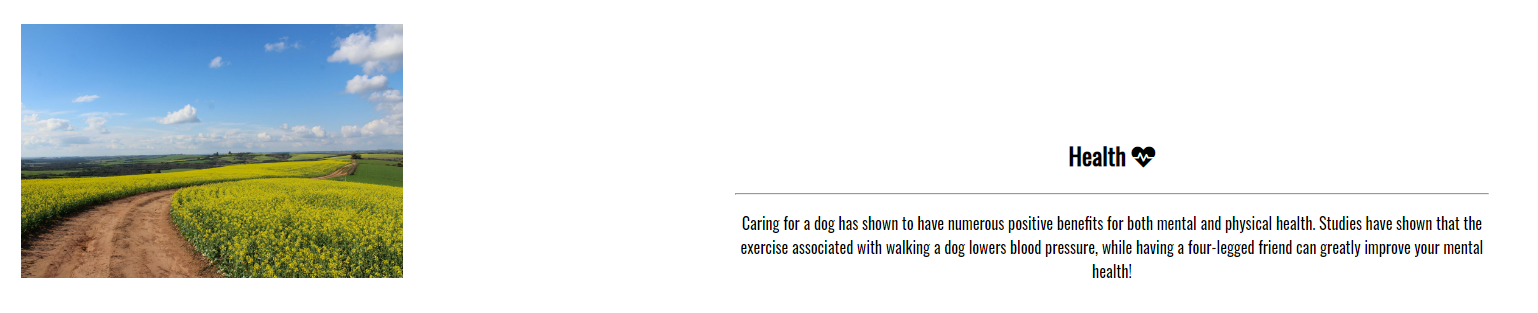 Health
Caring for a dog has shown to have numerous positive benefits for both mental and physical health. Studies have shown that the
exercise associated with walking a dog lowers blood pressure, while having a four-legged friend can greatly improve your mental
health!